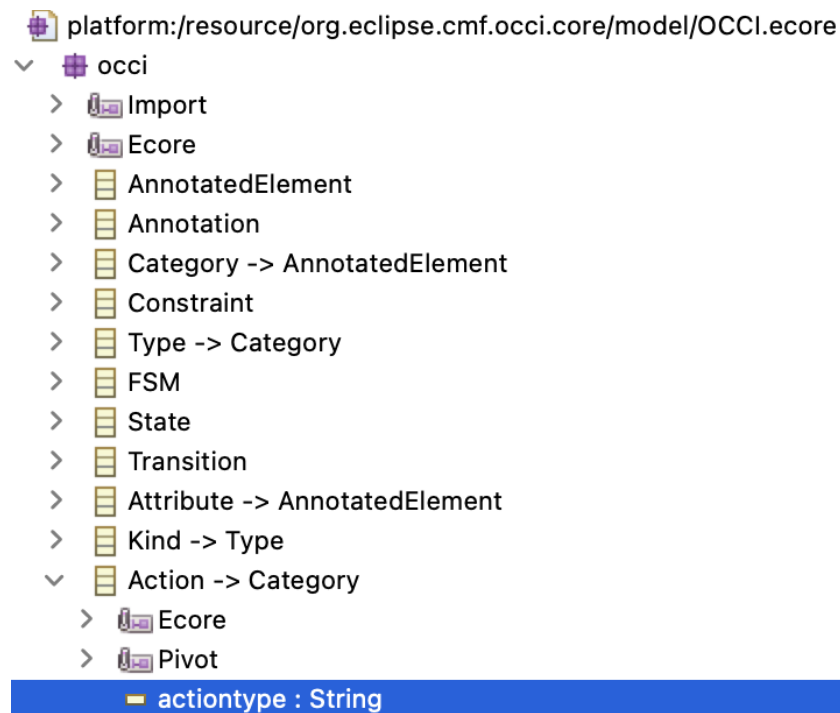 platform:/resource/org.eclipse.cmf.occi.core/model/OCCI.ecore
occi
Import
Ecore
AnnotatedElement
Annotation
Category -> AnnotatedElement
Constraint
Type -> Category
FSM
State
Transition
Attribute -> AnnotatedElement
Kind -> Type
Action -> Category
Ecore
Pivot
actiontype : String